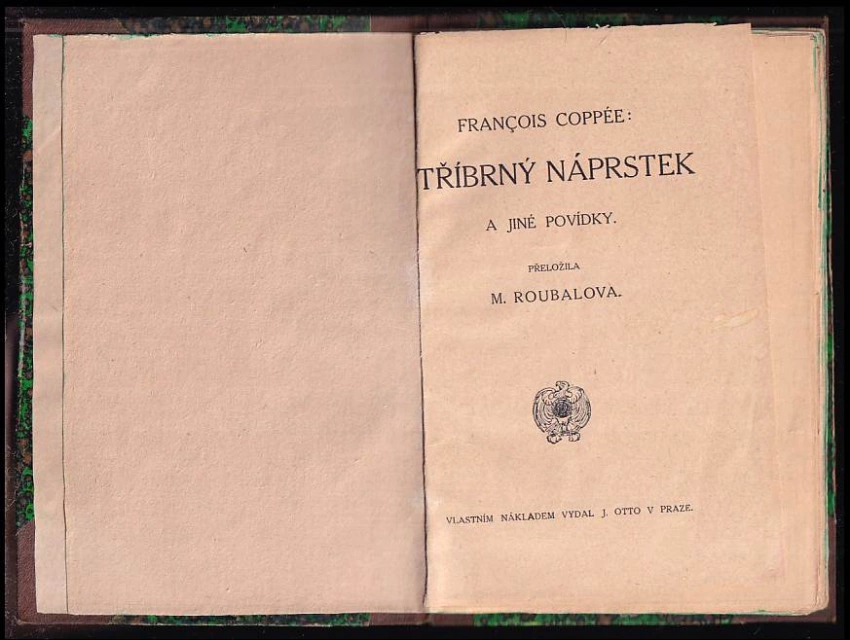 FRANÇOIS COPPÉE:
TŘÍBRNÝ NÁPRSTEK
A JINÉ POVÍDKY.
PŘELOŽILA
M. ROUBALOVA.
VLASTNÍM NÁKLADEM VYDAL J. OTTO V PRAZE.